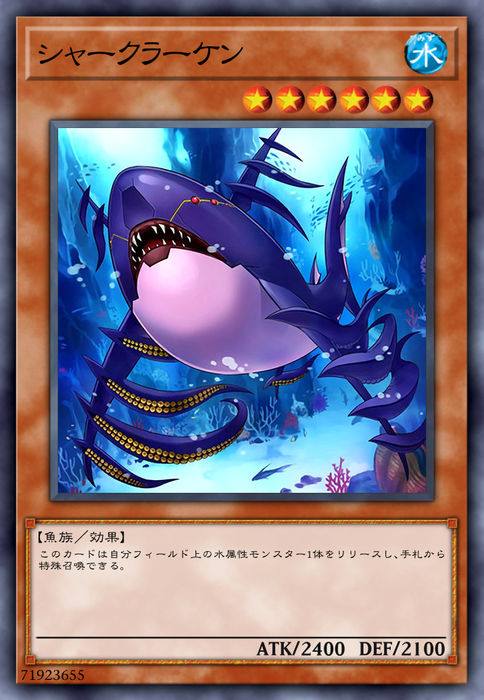 シャークラーケン
みず
水
【魚族／効果】
このカードは自分フィールド上の水属性モンスター1体をリリースし、手札から
特殊召喚できる。
ATK/2400 DEF/2100
71923655